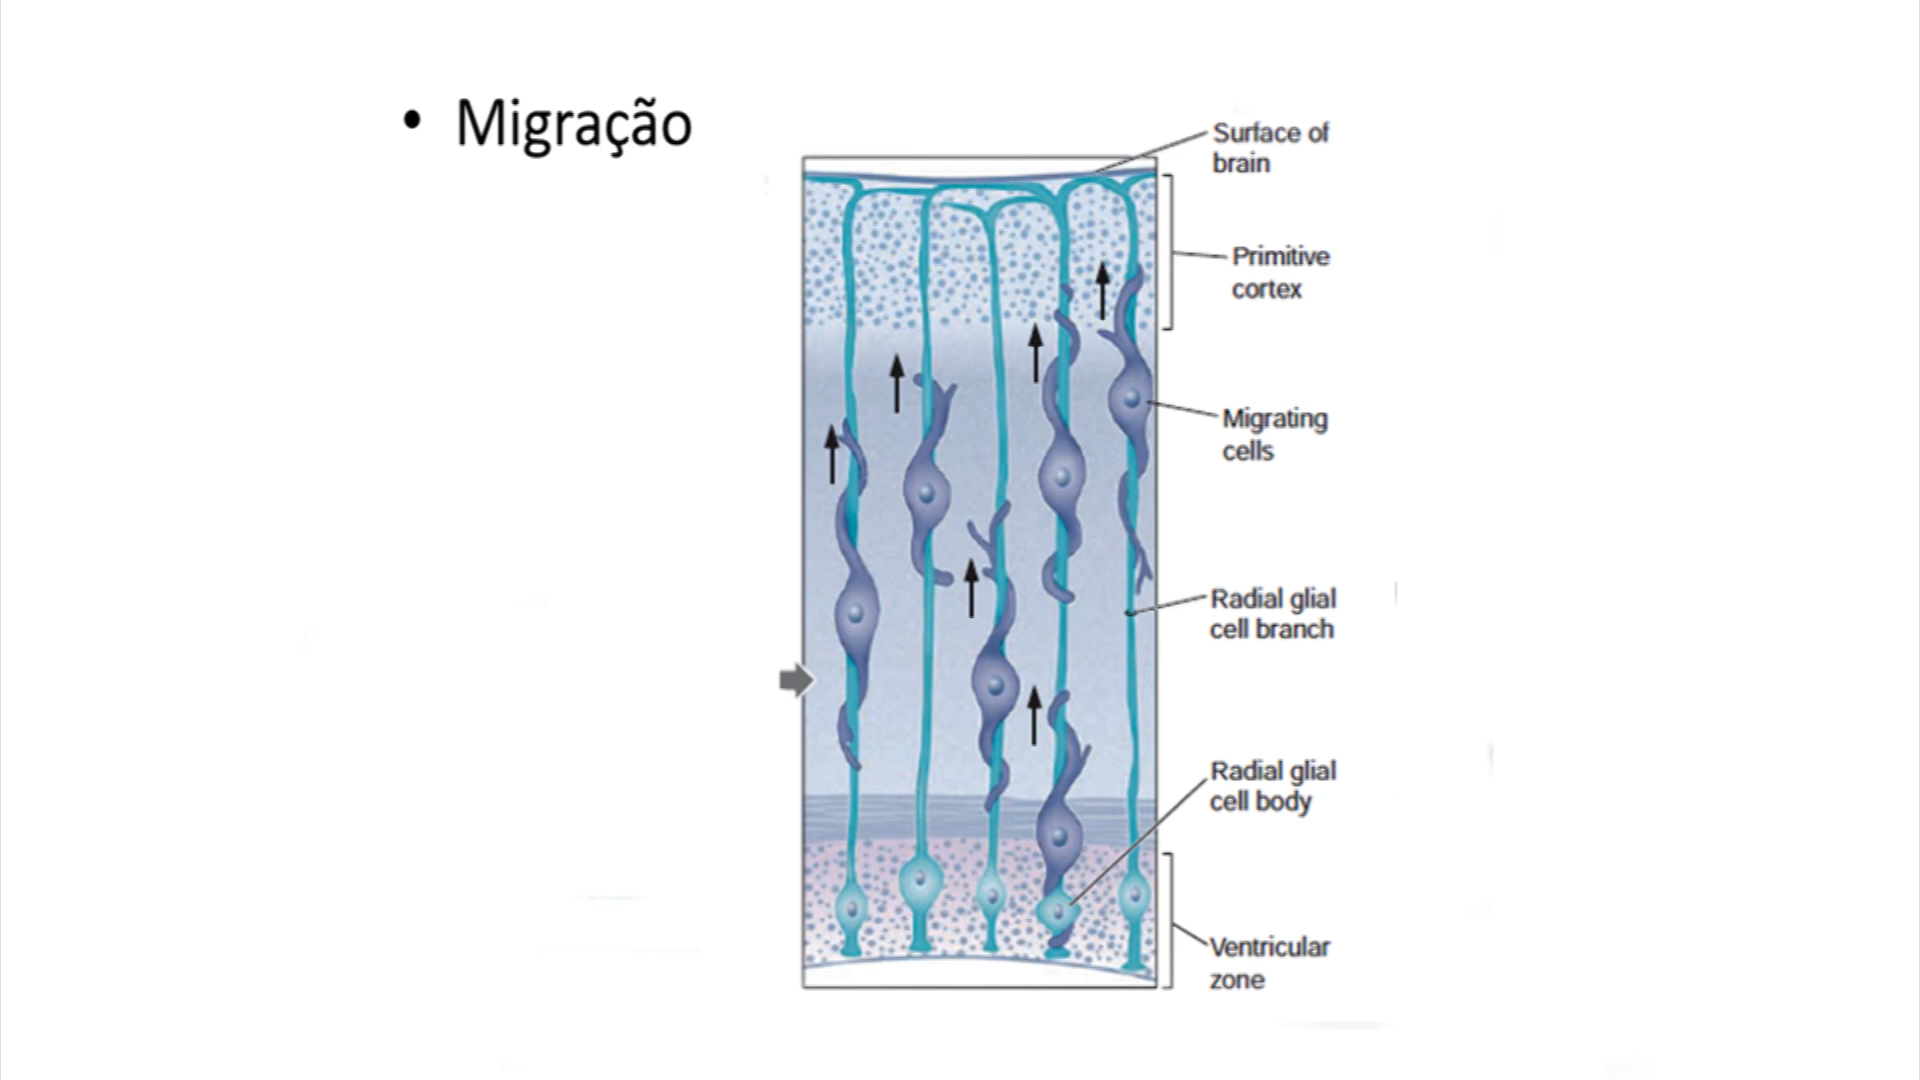 • Migração
Surface of
brain
Primitive
cortex
Migrating
cells
Radial glial
cell branch
Radial glial
cell body
Ventricular
zone